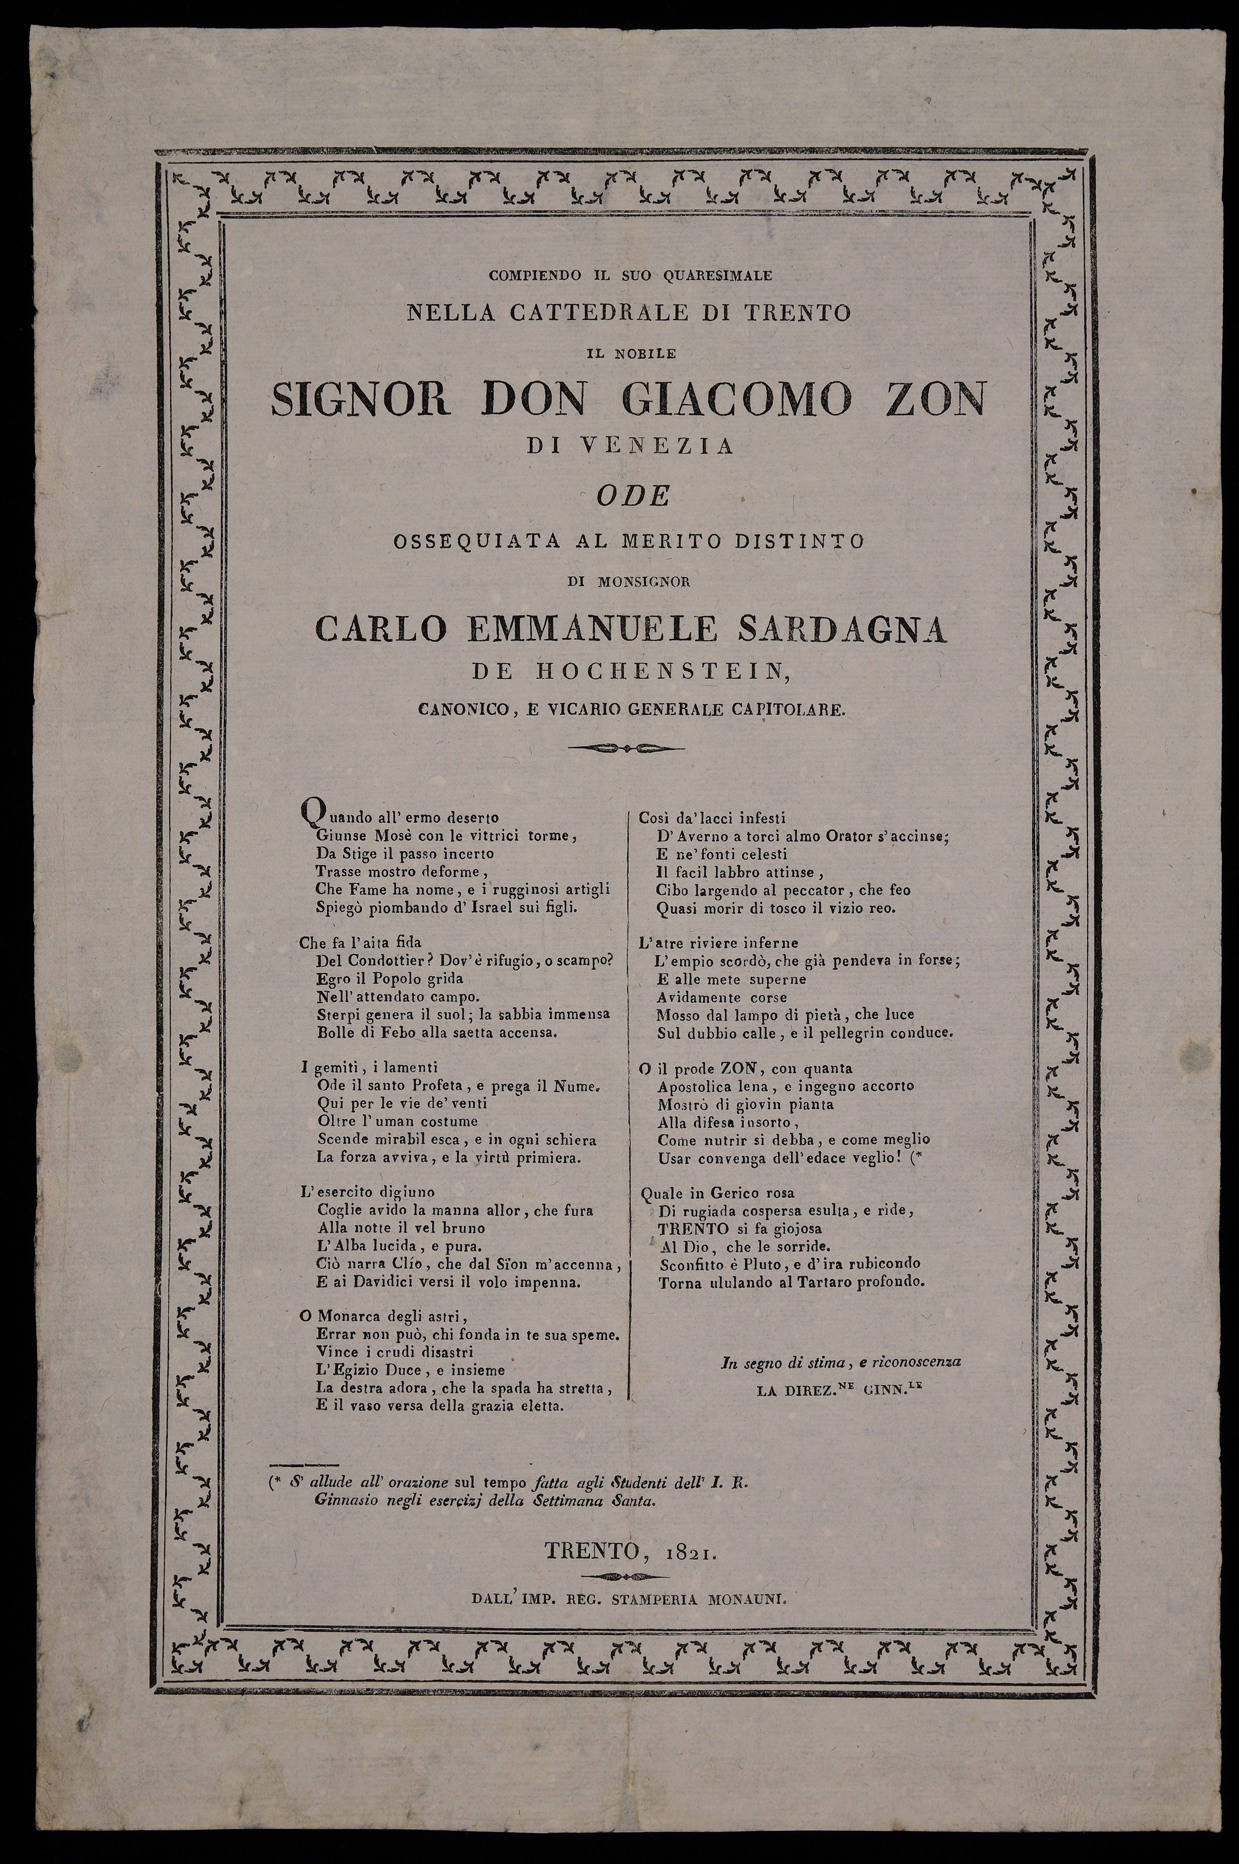 COMPIENDO IL SUO QUARESIMALE
NELLA CATTEDRALE DI TRENTO
IL NOBILE
SIGNOR DON GIACOMO ZON
DI VENEZIA
ODE
OSSEQUIATA AL MERITO DISTINTO
DI MONSIGNOR
CARLO EMMANUELE SARDAGNA
DE HOCHENSTEIN,
CANONICO, E VICARIO GENERALE CAPITOLARE.
Quando all' ermo deserto
Giunse Mosè con le vittrici torme,
Da Stige il passo incerto
Trasse mostro deforme,
Che Fame ha nome, e i rugginosi artigli
Spiegò piombando d' Israel sui figli.
Che fa l'aita fida
Del Condottier? Dov'è rifugio, o scampo?
Egro il Popolo grida
Nell' attendato campo.
Sterpi genera il suol; la sabbia immensa
Bolle di Febo alla saetta accensa.
I gemiti, i lamenti
Ode il santo Profeta, e prega il Nume.
Qui per le vie de' venti
Oltre l' uman costume
Scende mirabil esca, e in ogni schiera
La forza avviva, e la virtù primiera.
L'esercito digiuno
Coglie avido la manna allor, che fura
Alla notte il vel bruno
L'Alba lucida, e pura.
Ciò narra Clío, che dal Sïon m'accenna,
E ai Davidici versi il volo impenna.
O Monarca degli astri,
Errar non può, chi fonda in te sua speme.
Vince i crudi disastri
L'Egizio Duce, e insieme
La destra adora, che la spada ha stretta,
E il vaso versa della grazia eletta.
Così da' lacci infesti
D' Averno a torci almo Orator s' accinse;
E ne' fonti celesti
Il facil labbro attinse,
Cibo largendo al peccator, che feo
Quasi morir di tosco il vizio reo.
L'atre riviere inferne
L'empio scordò, che già pendeva in forse;
E alle mete superne
Avidamente corse
Mosso dal lampo di pietà, che luce
Sul dubbio calle, e il pellegrin conduce.
O il prode ZON, con quanta
Apostolica lena, e ingegno accorto
Mostrò di giovin pianta
Alla difesa insorto,
Come nutrir si debba, e come meglio
Usar convenga dell' edace veglio! (*
Quale in Gerico rosa
Di rugiada cospersa esulta, e ride,
TRENTO si fa giojosa
Al Dio, che le sorride.
Sconfitto è Pluto, e d' ira rubicondo
Torna ululando al Tartaro profondo.
In segno di stima, e riconoscenza
LA DIREZ.NE GINN.LE
(* S' allude all' orazione sul tempo fatta agli Studenti dell' I. R.
Ginnasio negli esercizj della Settimana Santa.
TRENTO, 1821.
DALL' IMP. REG. STAMPERIA MONAUNI.